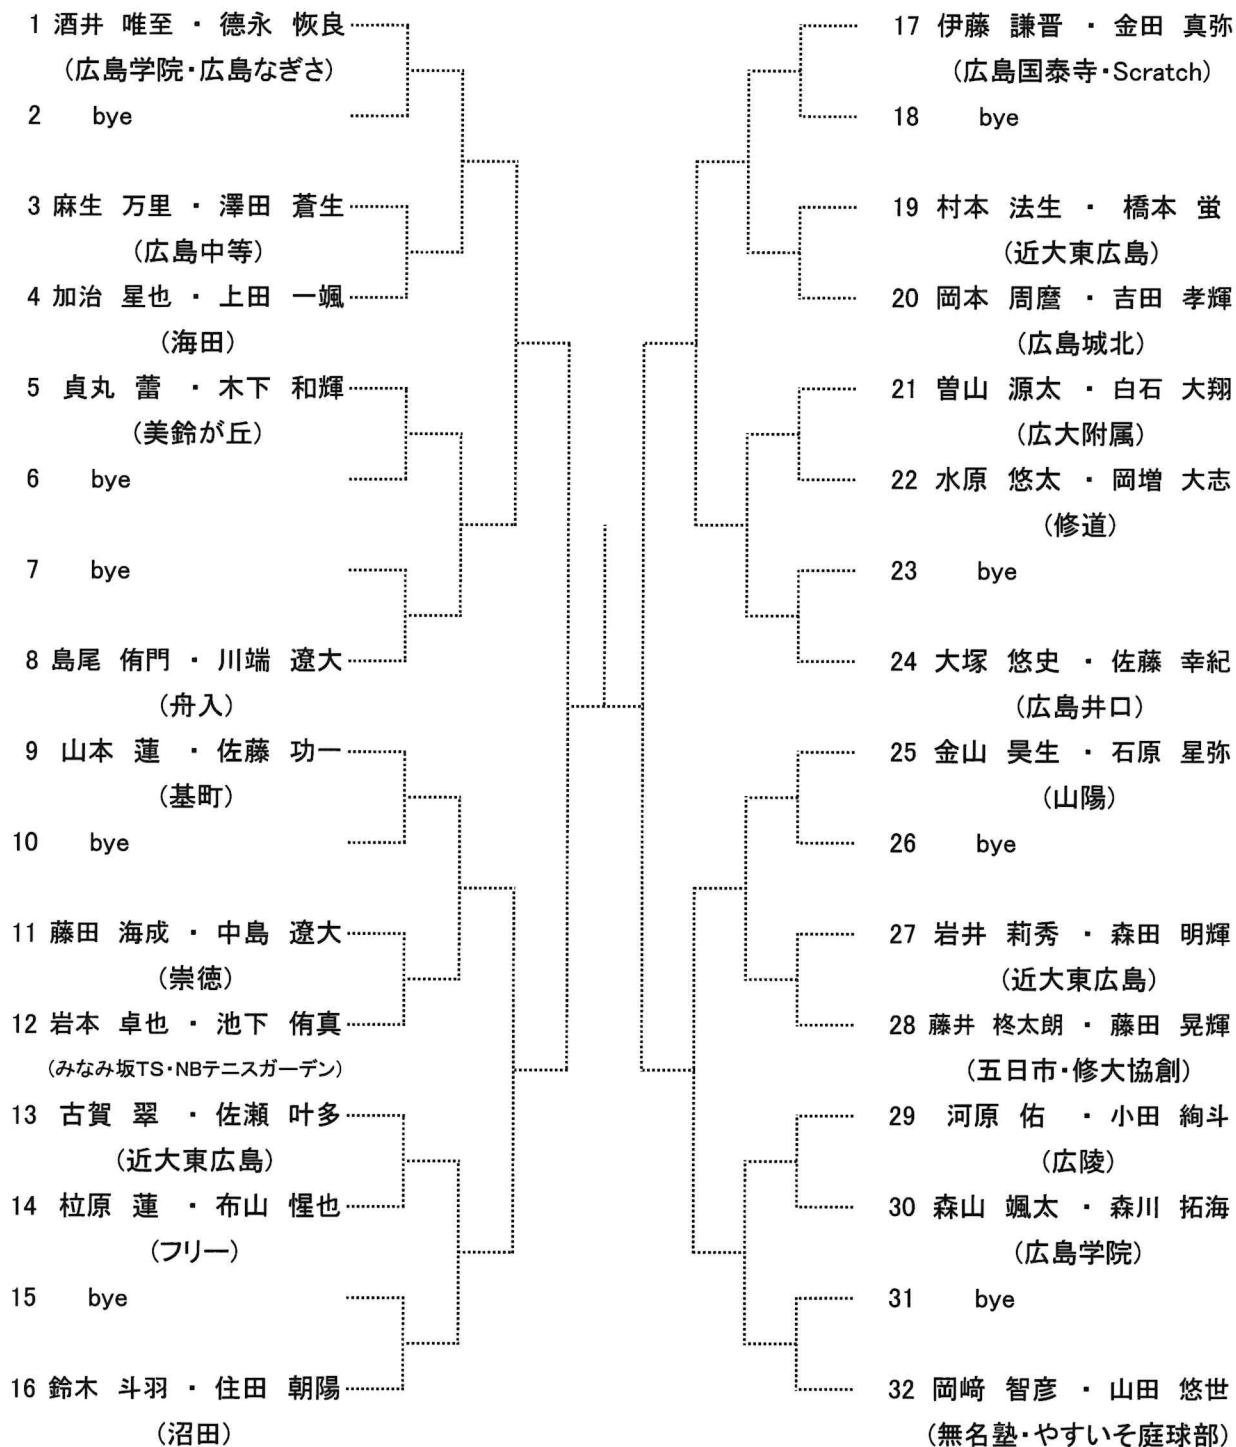 1 酒井 唯至 ・ 德永 恢良
(広島学院・広島なぎさ)
2 bye
3 麻生 万里 ・ 澤田 蒼生
(広島中等)
4 加治 星也 ・ 上田 一颯
(海田)
5 貞丸 蕾 ・ 木下 和輝
(美鈴が丘)
6 bye
7 bye
8 島尾 侑門 ・ 川端 遼大
(舟入)
9 山本 蓮 ・ 佐藤 功一
(基町)
10 bye
11 藤田 海成 ・ 中島 遼大
(崇徳)
12 岩本 卓也 ・ 池下 侑真
(みなみ坂TS・NBテニスガーデン)
13 古賀 翠 ・ 佐瀬 叶多
(近大東広島)
14 柆原 蓮 ・ 布山 惺也
(フリー)
15 bye
16 鈴木 斗羽 ・ 住田 朝陽
(沼田)
17 伊藤 謙晋 ・ 金田 真弥
(広島国泰寺・Scratch)
18 bye
19 村本 法生 ・ 橋本 蛍
(近大東広島)
20 岡本 周麿 ・ 吉田 孝輝
(広島城北)
21 曽山 源太 ・ 白石 大翔
(広大附属)
22 水原 悠太 ・ 岡増 大志
(修道)
23 bye
24 大塚 悠史 ・ 佐藤 幸紀
(広島井口)
25 金山 昊生 ・ 石原 星弥
(山陽)
26 bye
27 岩井 莉秀 ・ 森田 明輝
(近大東広島)
28 藤井 柊太朗 ・ 藤田 晃輝
(五日市・修大協創)
29 河原 佑 ・ 小田 絢斗
(広陵)
30 森山 颯太 ・ 森川 拓海
(広島学院)
31 bye
32 岡﨑 智彦 ・ 山田 悠世
(無名塾・やすいそ庭球部)